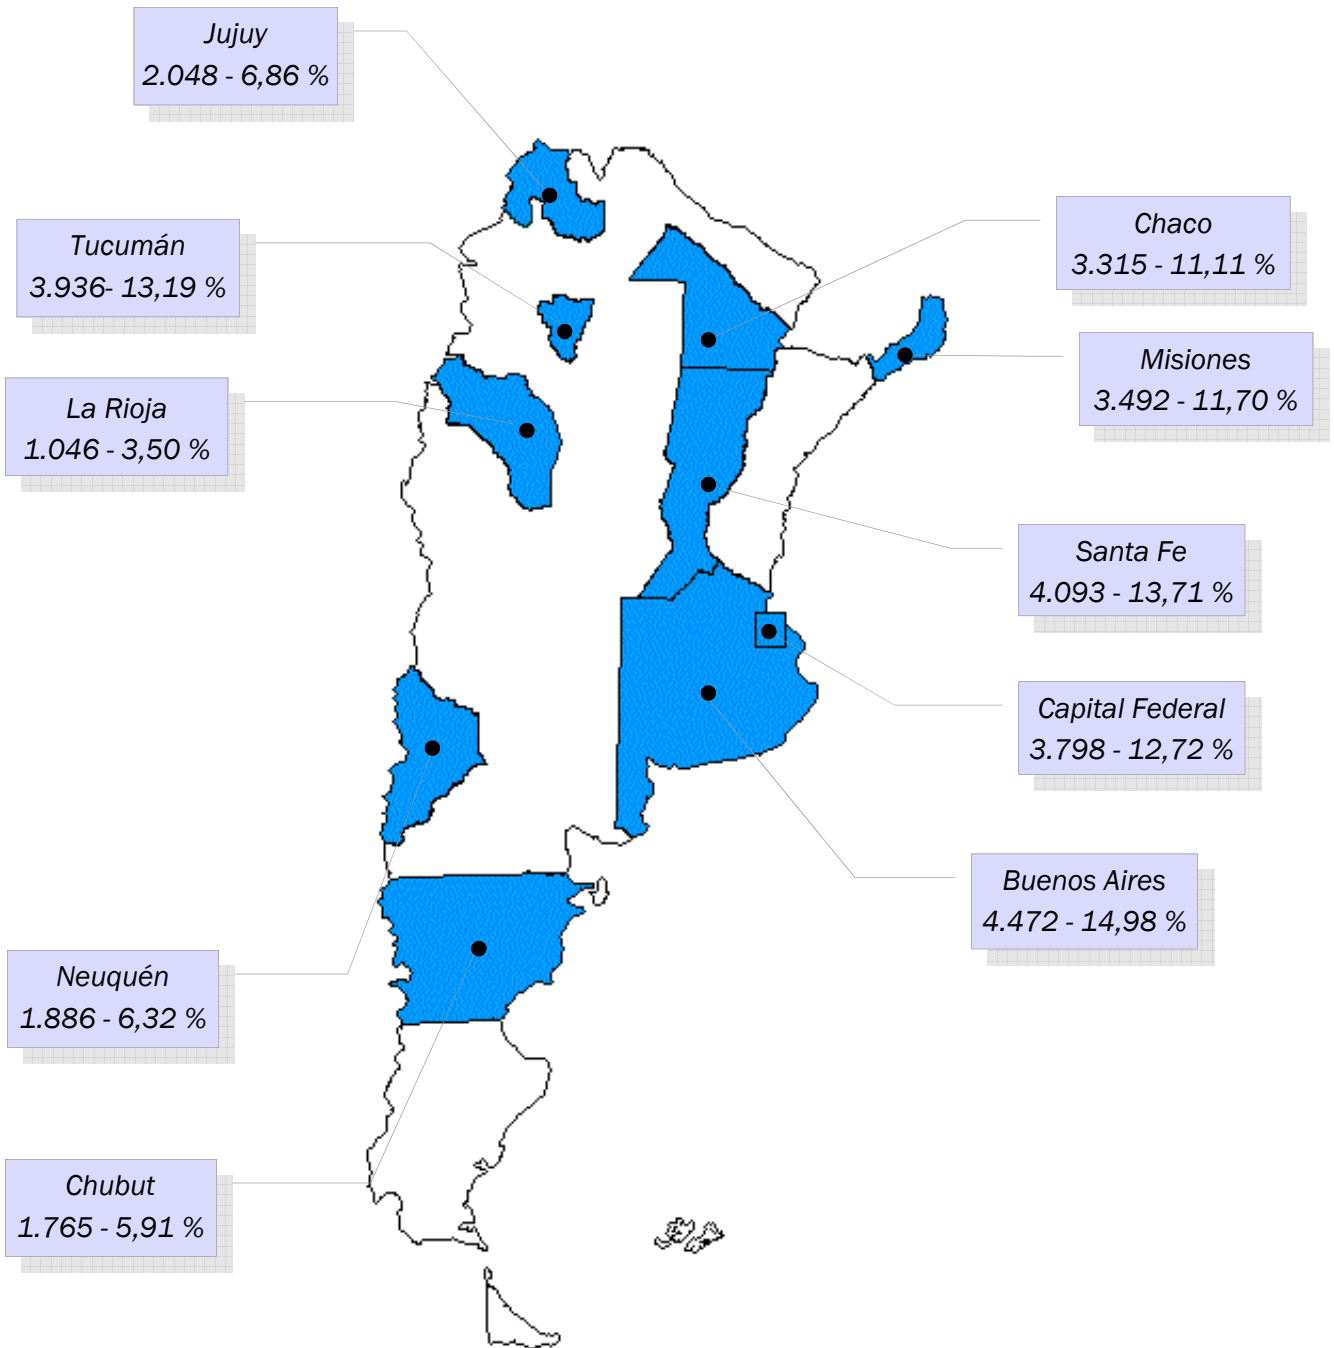 Jujuy
2.048 - 6,86 %
Tucumán
3.936- 13,19 %
Chaco
3.315 - 11,11 %
Misiones
3.492 - 11,70 %
La Rioja
1.046 - 3,50 %
Santa Fe
4.093 - 13,71 %
Capital Federal
3.798 - 12,72 %
Buenos Aires
4.472 - 14,98 %
Neuquén
1.886 - 6,32 %
Chubut
1.765 - 5,91 %